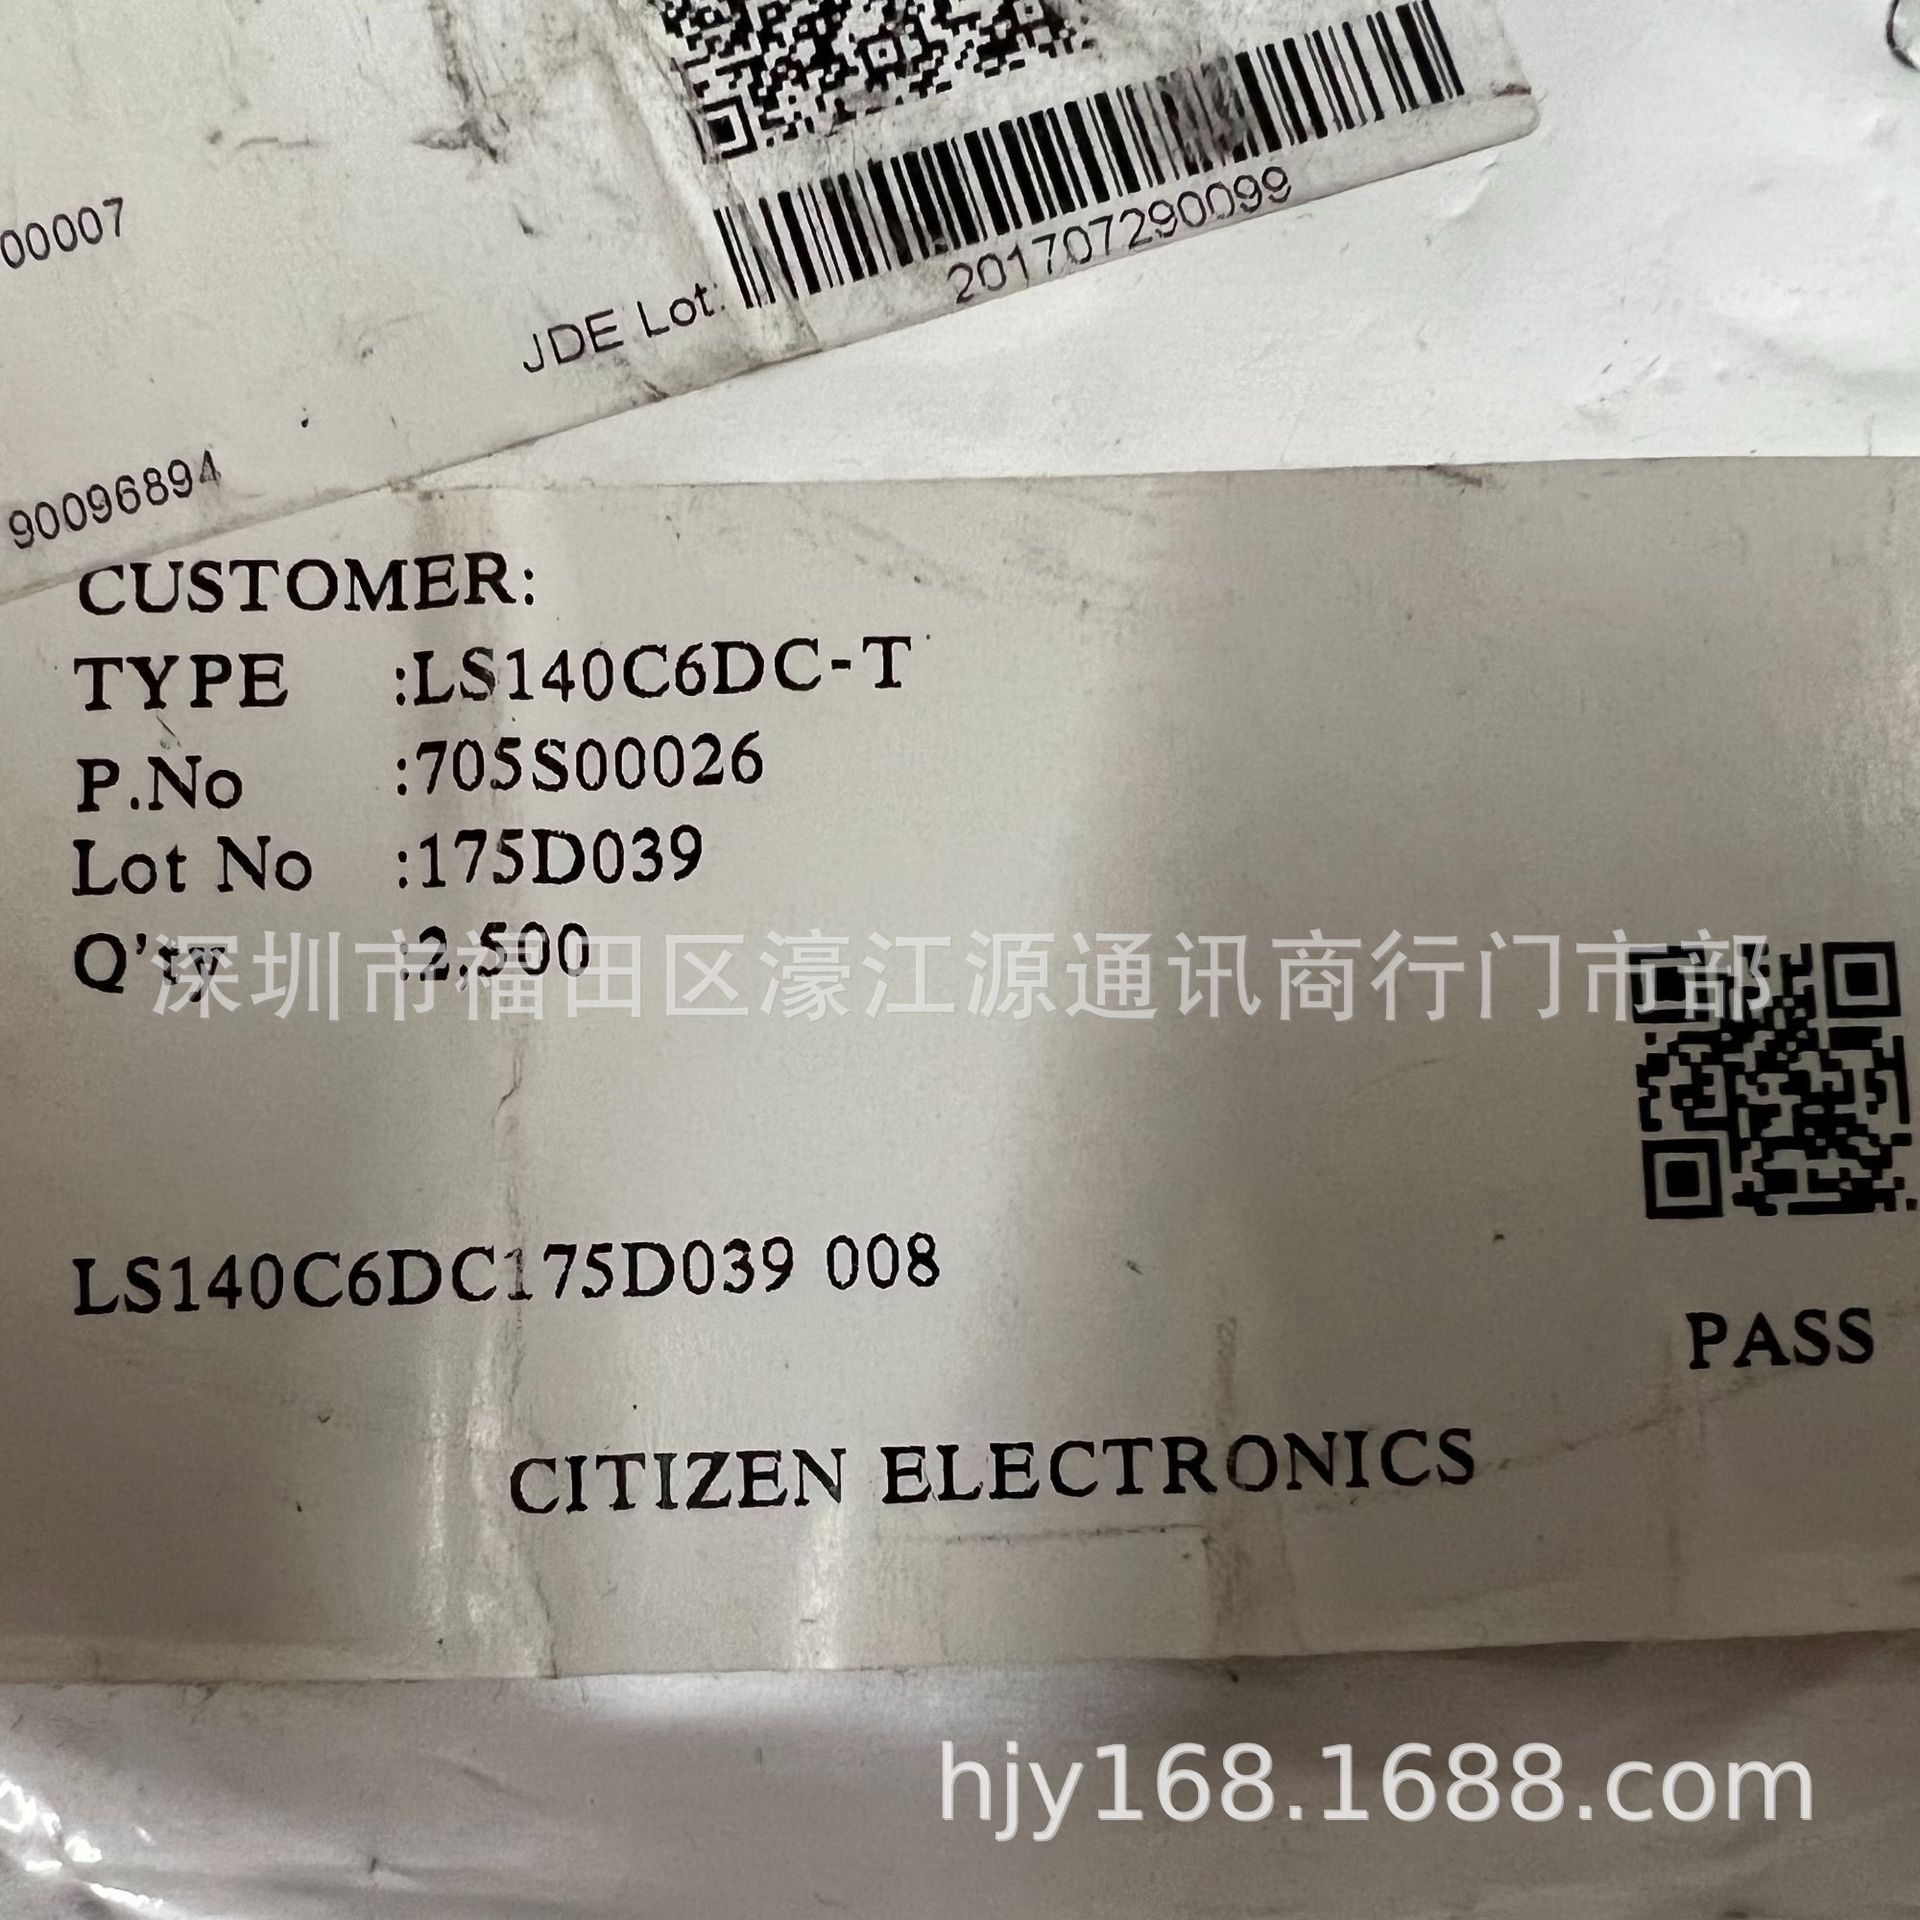 00007
JDE Lot:
201707290099
90096894
CUSTOMER:
TYPE :LS140C6DC-T
P.No :705S00026
Lot No :175D039
Q'ty :2,500
深圳市福田区濠江源通讯商行门市部
LS140C6DC175D039 008
PASS
CITIZEN ELECTRONICS
hjy168.1688.com